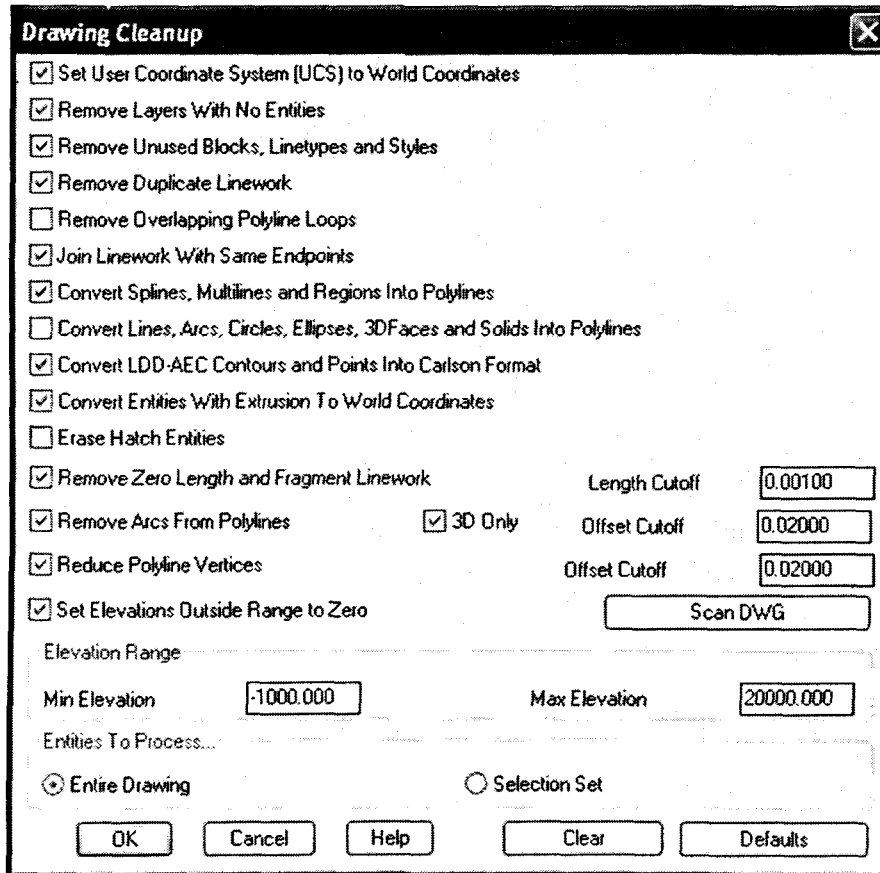 Drawing Cleanup
Set User Coordinate System (UCS) to World Coordinates
Remove Layers With No Entities
Remove Unused Blocks, Linetypes and Styles
Remove Duplicate Linework
Remove Overlapping Polyline Loops
Join Linework With Same Endpoints
Convert Splines, Multilines and Regions Into Polylines
Convert Lines, Arcs, Circles, Ellipses, 3DFaces and Solids Into Polylines
Convert LDD-AEC Contours and Points Into Carlson Format
Convert Entities With Extrusion To World Coordinates
Erase Hatch Entities
Remove Zero Length and Fragment Linework Length Cutoff 0.00100
Remove Arcs From Polylines 3D Only Offset Cutoff 0.02000
Reduce Polyline Vertices Offset Cutoff 0.02000
Set Elevations Outside Range to Zero Scan DWG
Elevation Range
Min Elevation -1000.000 Max Elevation 20000.000
Entities To Process...
Entire Drawing Selection Set
OK Cancel Help Clear Defaults